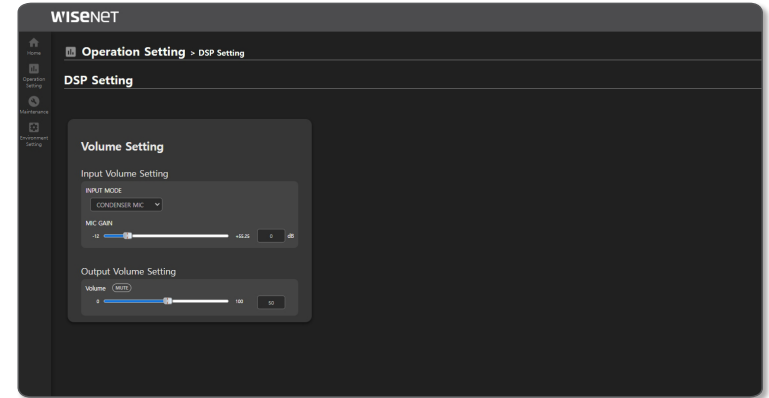 WISENET
Home
Operation Setting > DSP Setting
Operation
Setting
DSP Setting
Maintenance
Environment
Setting
Volume Setting
Input Volume Setting
INPUT MODE
CONDENSER MIC
MIC GAIN
-12 +55.25 0 dB
Output Volume Setting
Volume MUTE
0 100 50